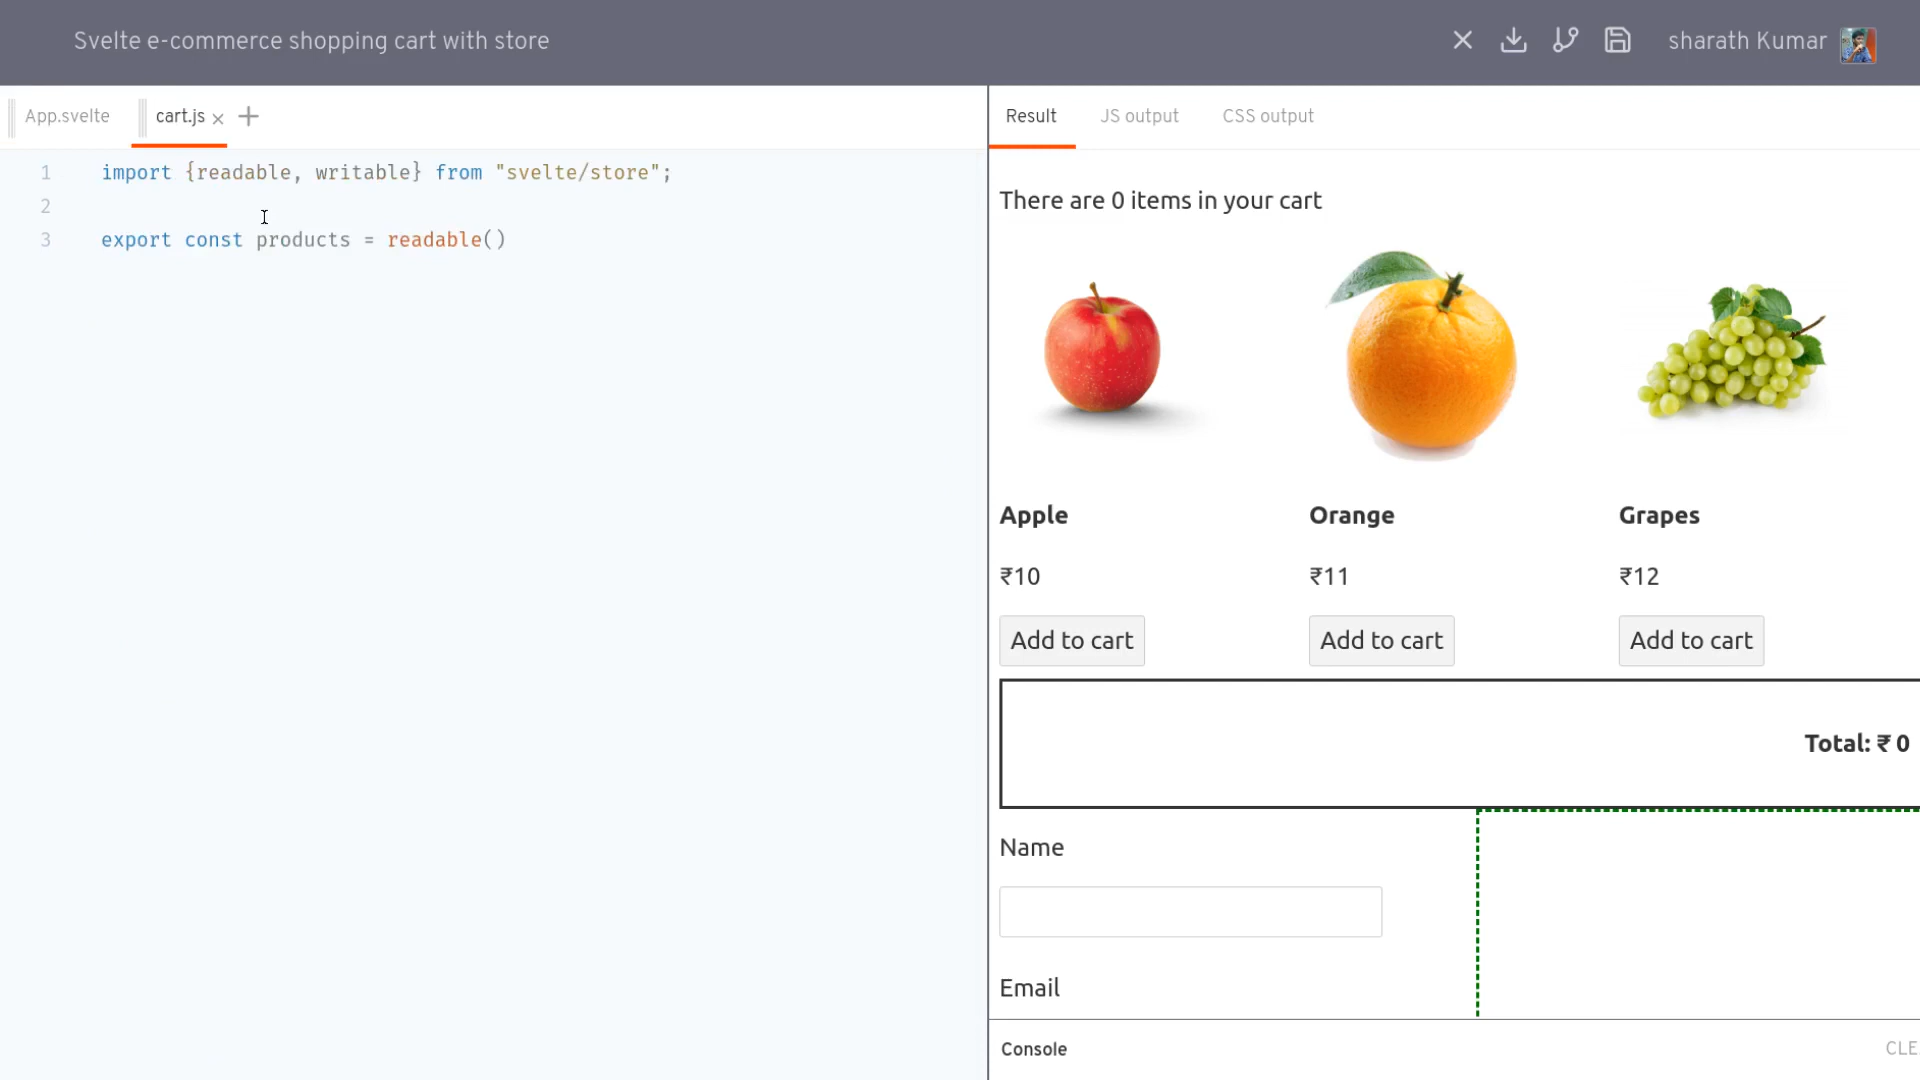 Svelte e-commerce shopping cart with store
sharath Kumar
App.svelte
cart.js
Result
JS output
CSS output
1 import {readable, writable} from "svelte/store";
2
3 export const products = readable()
There are 0 items in your cart
Apple
Orange
Grapes
₹10
₹11
₹12
Add to cart
Add to cart
Add to cart
Total: ₹ 0
Name
Email
Console
CLE